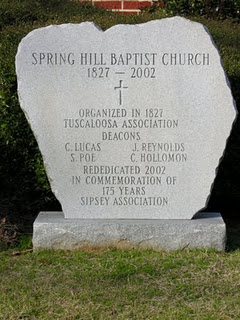 SPRING HILL BAPTIST CHURCH
1827 - 2002
ORGANIZED IN 1827
TUSCALOOSA ASSOCIATION
DEACONS
C. LUCAS J. REYNOLDS
S. POE C. HOLLOMON
REDEDICATED 2002
IN COMMEMORATION OF
175 YEARS
SIPSEY ASSOCIATION